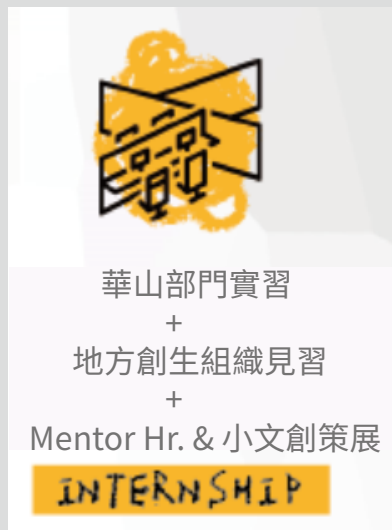 華山部門實習
+
地方創生組織見習
+
Mentor Hr. & 小文創策展
INTERNSHIP